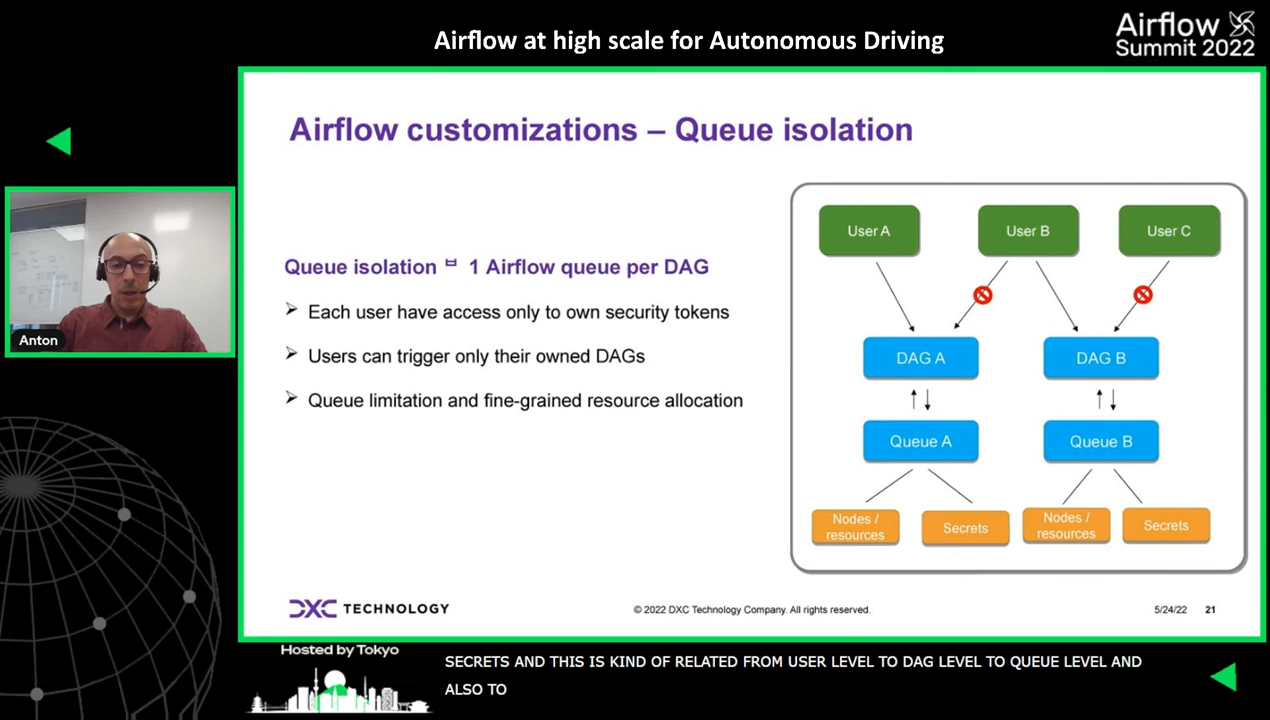 Airflow at high scale for Autonomous Driving
Airflow
Summit 2022
Airflow customizations – Queue isolation
Queue isolation
1 Airflow queue per DAG
Each user have access only to own security tokens
Users can trigger only their owned DAGs
Queue limitation and fine-grained resource allocation
User A
User B
User C
DAG A
DAG B
Queue A
Queue B
Nodes /
resources
Secrets
Nodes /
resources
Secrets
Anton
DXC TECHNOLOGY
© 2022 DXC Technology Company. All rights reserved.
5/24/22
21
Hosted by Tokyo
SECRETS AND THIS IS KIND OF RELATED FROM USER LEVEL TO DAG LEVEL TO QUEUE LEVEL AND
ALSO TO